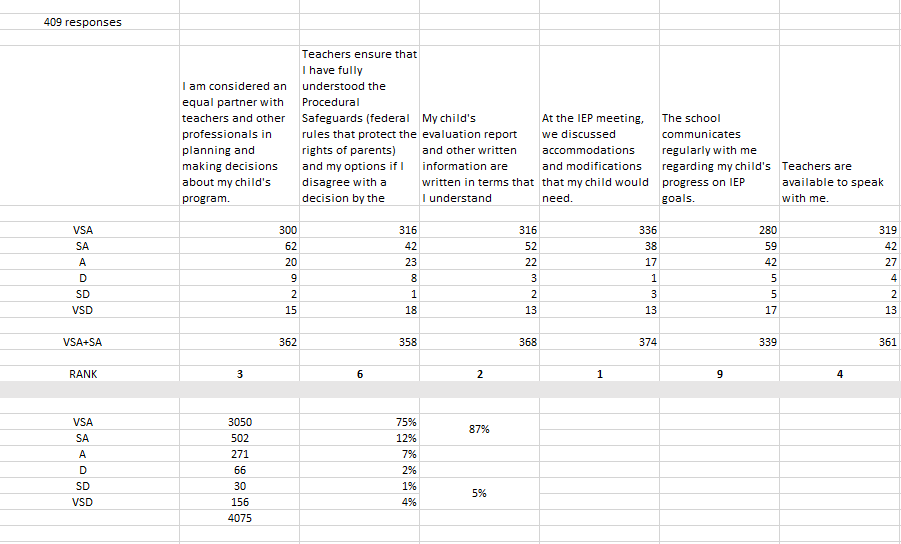 409 responses
I am considered an equal partner with teachers and other professionals in planning and making decisions about my child's program.
Teachers ensure that I have fully understood the Procedural Safeguards (federal rules that protect the rights of parents) and my options if I disagree with a decision by the
My child's evaluation report and other written information are written in terms that I understand
At the IEP meeting, we discussed accommodations and modifications that my child would need.
The school communicates regularly with me regarding my child's progress on IEP goals.
Teachers are available to speak with me.
VSA 300 316 316 336 280 319
SA 62 42 52 38 59 42
A 20 23 22 17 42 27
D 9 8 3 1 5 4
SD 2 1 2 3 5 2
VSD 15 18 13 13 17 13
VSA+SA 362 358 368 374 339 361
RANK 3 6 2 1 9 4
VSA 3050 75%
87%
SA 502 12%
A 271 7%
D 66 2%
SD 30 1%
5%
VSD 156 4%
4075